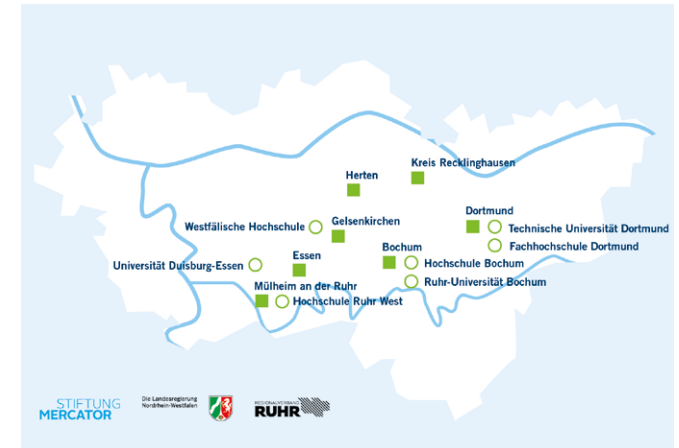 Kreis Recklinghausen
Herten
Dortmund
Gelsenkirchen
Westfälische Hochschule
Technische Universität Dortmund
Fachhochschule Dortmund
Bochum
Essen
Hochschule Bochum
Universität Duisburg-Essen
Ruhr-Universität Bochum
Mülheim an der Ruhr
Hochschule Ruhr West
STIFTUNG
MERCATOR
Die Landesregierung
Nordrhein-Westfalen
REGIONALVERBAND
RUHR